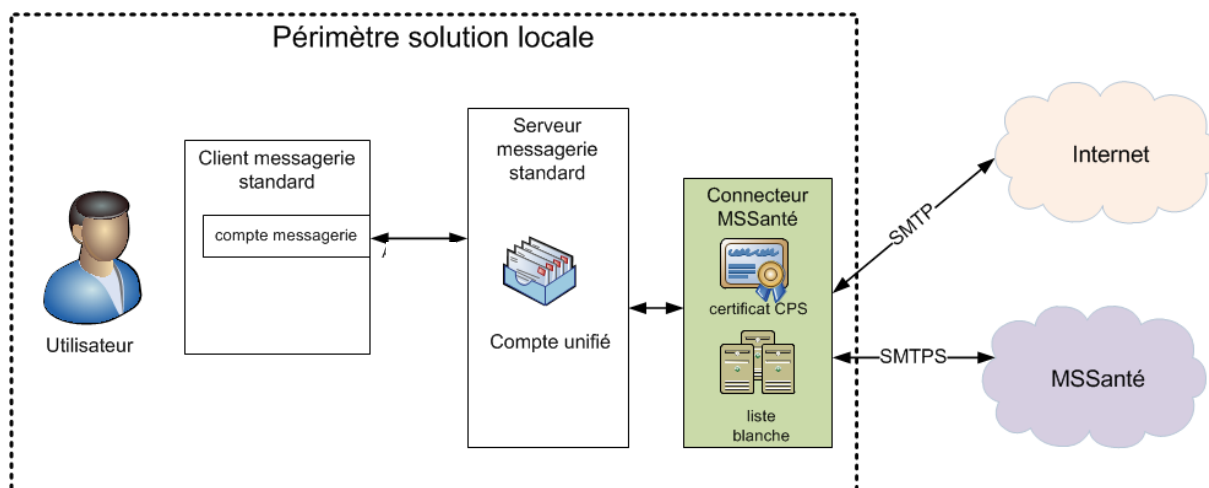 Périmètre solution locale
Utilisateur
Client messagerie
standard
compte messagerie
Serveur
messagerie
standard
Compte unifié
Connecteur
MSSanté
certificat CPS
liste
blanche
SMTP
SMTPS
Internet
MSSanté